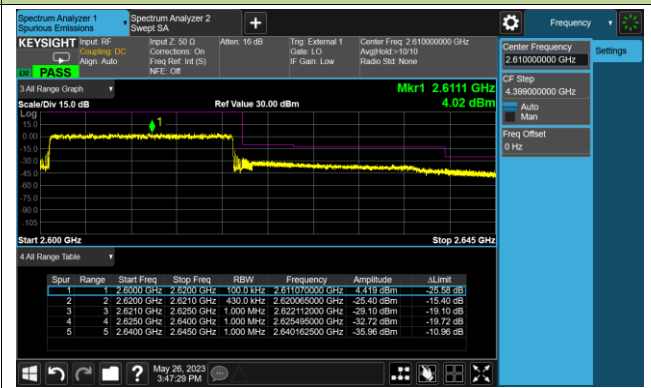 Spectrum Analyzer 1
Spurious Emissions
Spectrum Analyzer 2
Swept SA
Frequency
KEYSIGHT
Input: RF
Coupling: DC
Align: Auto
Input Z: 50 Ω
Corrections: On
Freq Ref: Int (S)
NFE: Off
Atten: 16 dB
Trig: External 1
Gate: LO
IF Gain: Low
Center Freq: 2.610000000 GHz
Avg|Hold:>10/10
Radio Std: None
PASS
Center Frequency
2.610000000 GHz
Settings
CF Step
4.399000000 GHz
Auto
Man
Freq Offset
0 Hz
3 All Range Graph
Mkr1 2.6111 GHz
Scale/Div 15.0 dB
Ref Value 30.00 dBm
4.02 dBm
Log
15.0
0.00
-15.0
-30.0
-45.0
-60.0
-75.0
-90.0
-105
1
Start 2.600 GHz
Stop 2.645 GHz
4 All Range Table
Spur Range Start Freq Stop Freq RBW Frequency Amplitude ΔLimit
1 1 2.6000 GHz 2.6200 GHz 100.0 kHz 2.611070000 GHz 4.419 dBm -25.58 dB
2 2 2.6200 GHz 2.6210 GHz 430.0 kHz 2.620065000 GHz -25.40 dBm -15.40 dB
3 3 2.6210 GHz 2.6250 GHz 1.000 MHz 2.622112000 GHz -29.10 dBm -19.10 dB
4 4 2.6250 GHz 2.6400 GHz 1.000 MHz 2.625495000 GHz -32.72 dBm -19.72 dB
5 5 2.6400 GHz 2.6450 GHz 1.000 MHz 2.640162500 GHz -35.96 dBm -10.96 dB
May 26, 2023
3:47:29 PM